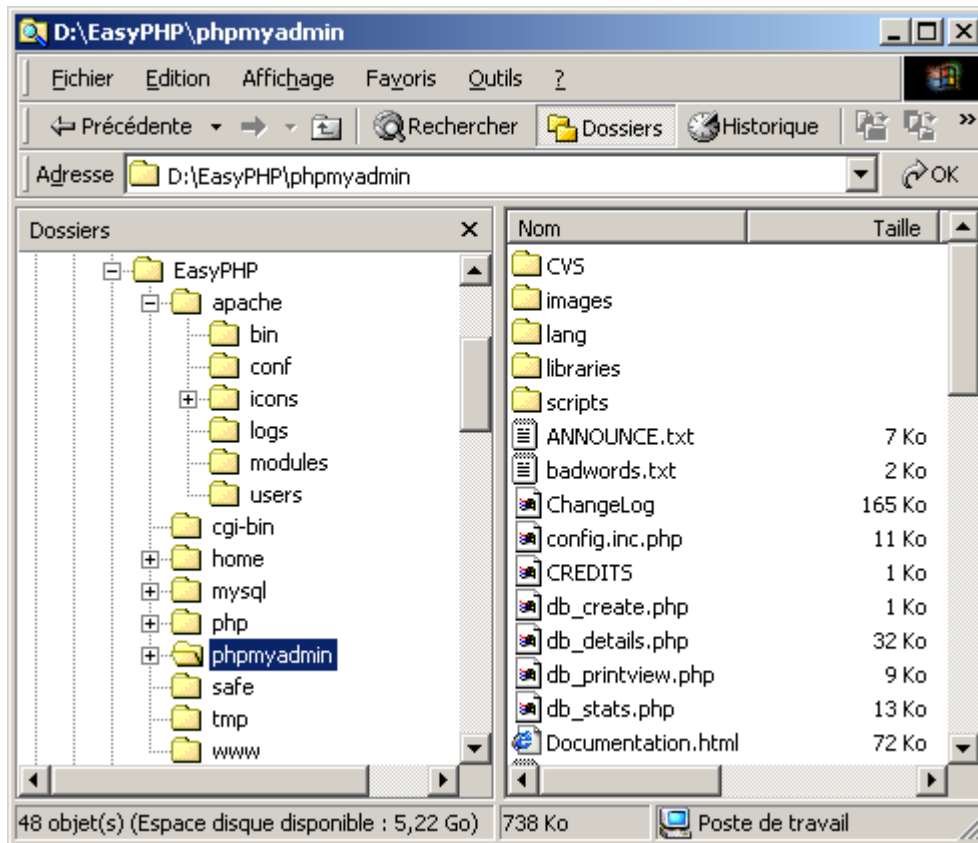 D:\EasyPHP\phpmyadmin
Fichier Edition Affichage Favoris Outils ?
Précédente Rechercher Dossiers Historique »
Adresse D:\EasyPHP\phpmyadmin OK
Dossiers
EasyPHP
apache
bin
conf
icons
logs
modules
users
cgi-bin
home
mysql
php
phpmyadmin
safe
tmp
www
Nom Taille
CVS
images
lang
libraries
scripts
ANNOUNCE.txt 7 Ko
badwords.txt 2 Ko
ChangeLog 165 Ko
config.inc.php 11 Ko
CREDITS 1 Ko
db_create.php 1 Ko
db_details.php 32 Ko
db_printview.php 9 Ko
db_stats.php 13 Ko
Documentation.html 72 Ko
48 objet(s) (Espace disque disponible : 5,22 Go) 738 Ko Poste de travail